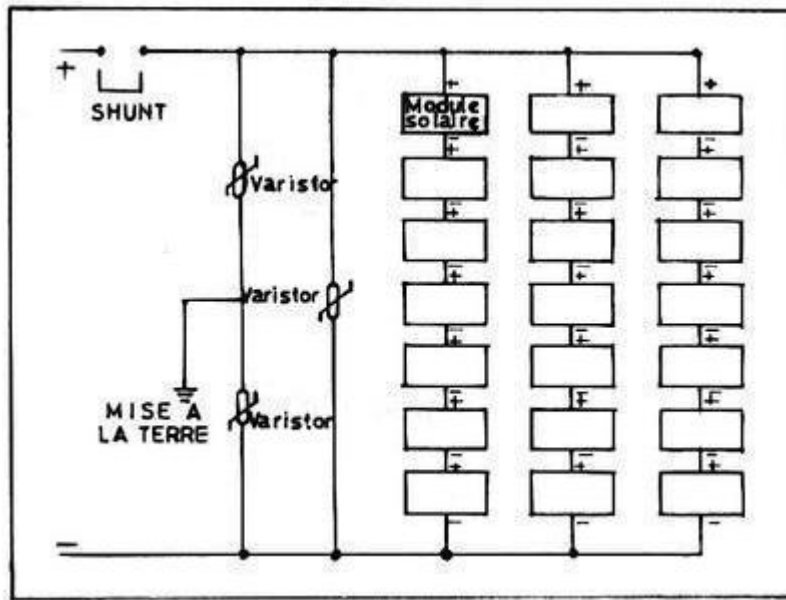 +
SHUNT
Module
solaire
Varistor
Varistor
Varistor
MISE A
LA TERRE
−